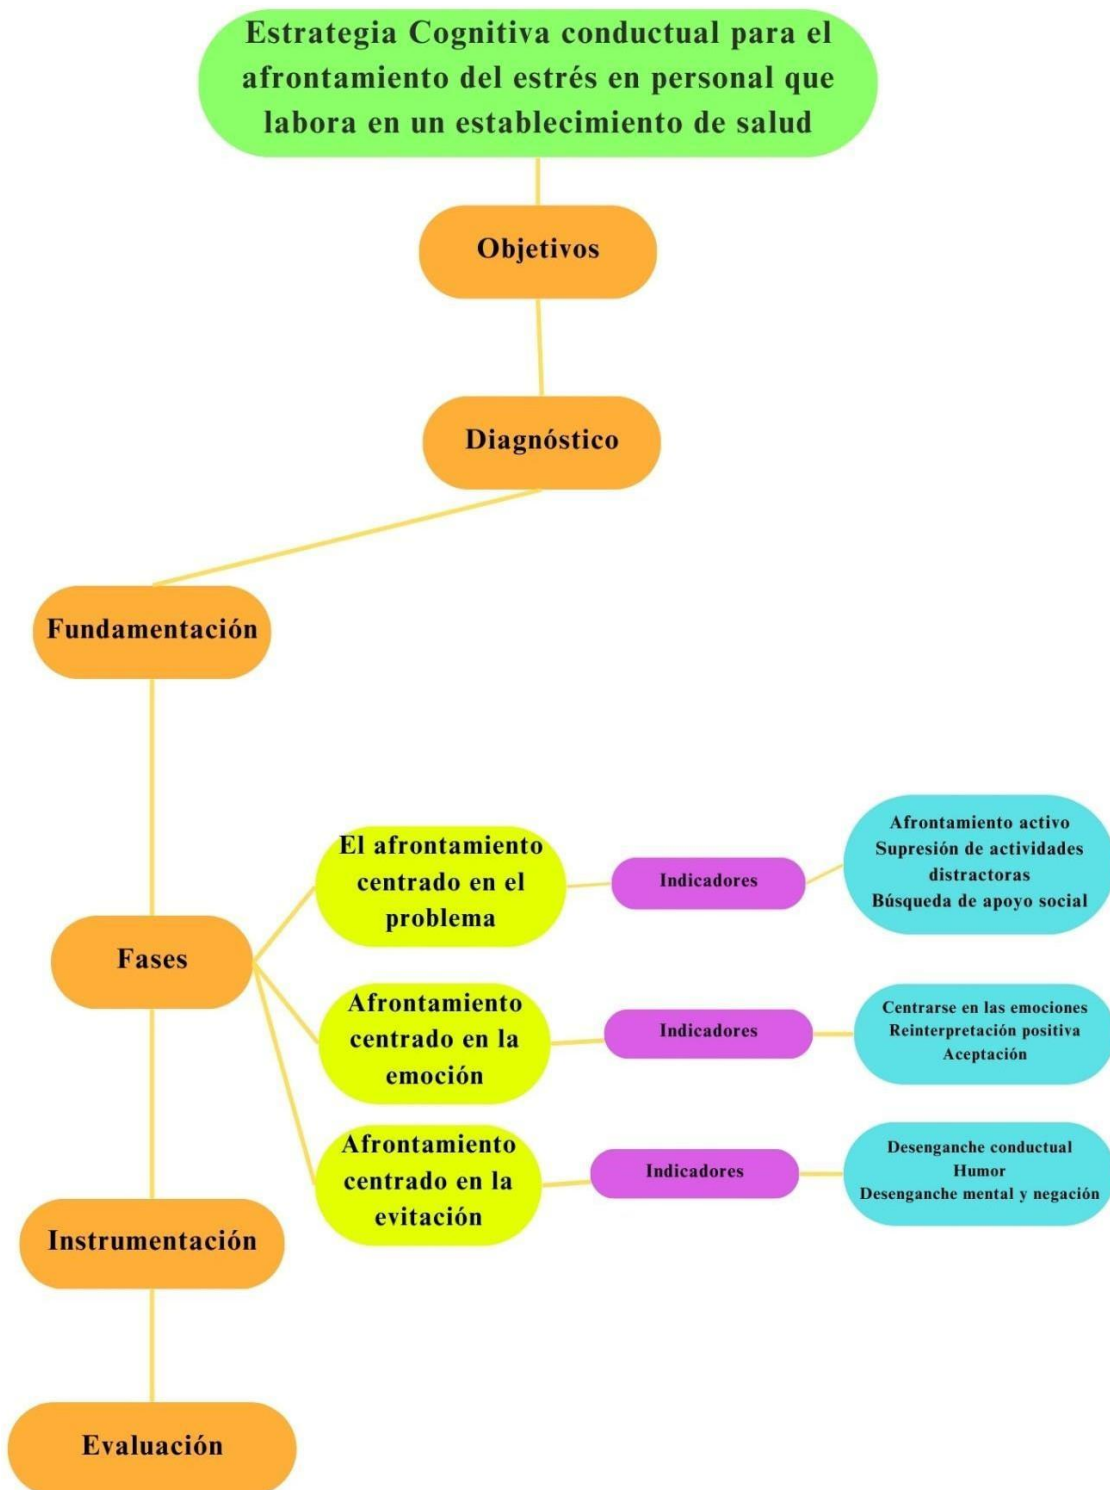 Estrategia Cognitiva conductual para el
afrontamiento del estrés en personal que
labora en un establecimiento de salud
Objetivos
Diagnóstico
Fundamentación
Fases
El afrontamiento
centrado en el
problema
Indicadores
Afrontamiento activo
Supresión de actividades
distractoras
Búsqueda de apoyo social
Afrontamiento
centrado en la
emoción
Indicadores
Centrarse en las emociones
Reinterpretación positiva
Aceptación
Afrontamiento
centrado en la
evitación
Indicadores
Desenganche conductual
Humor
Desenganche mental y negación
Instrumentación
Evaluación